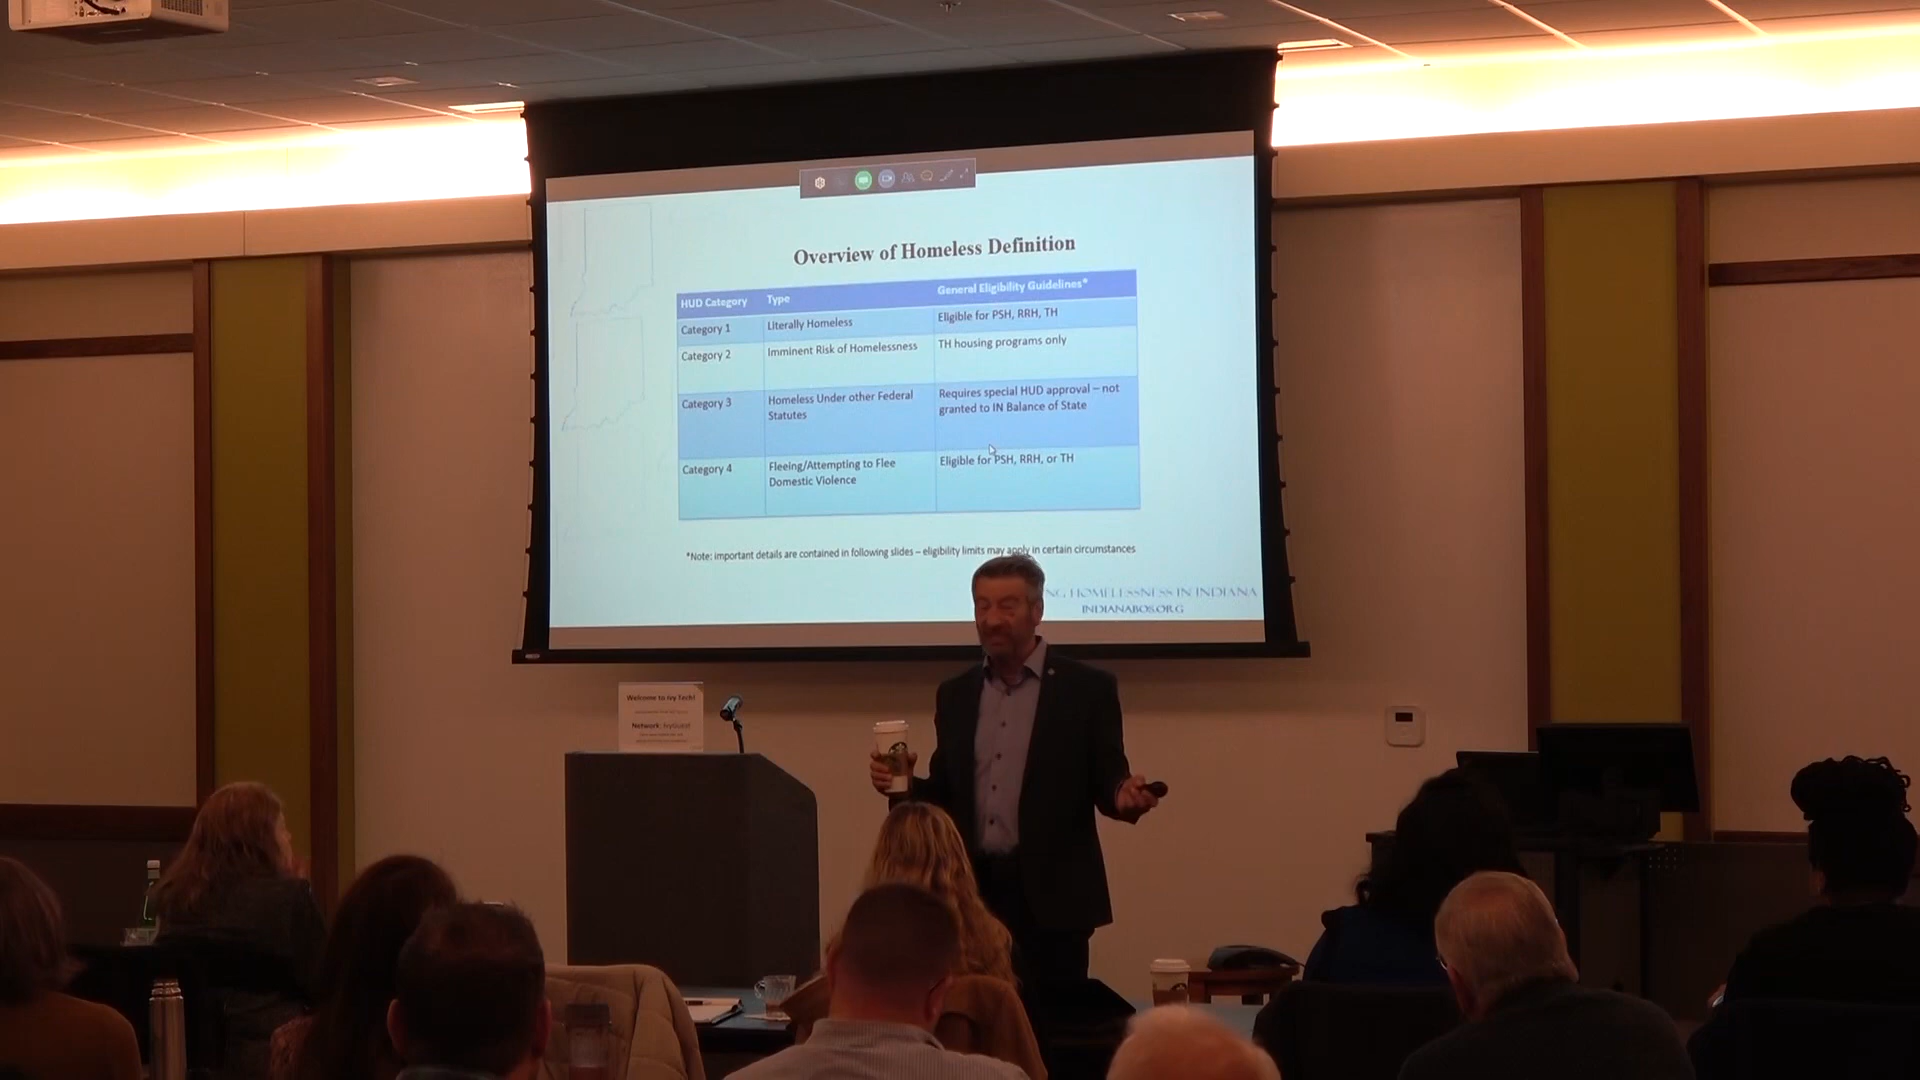 Overview of Homeless Definition
HUD Category Type General Eligibility Guidelines*
Category 1 Literally Homeless Eligible for PSH, RRH, TH
Category 2 Imminent Risk of Homelessness TH housing programs only
Category 3 Homeless Under other Federal Statutes Requires special HUD approval – not granted to IN Balance of State
Category 4 Fleeing/Attempting to Flee Domestic Violence Eligible for PSH, RRH, or TH
*Note: important details are contained in following slides – eligibility limits may apply in certain circumstances
HOMELESSNESS IN INDIANA
INDIANABOS.ORG
Welcome to Ivy Tech!
Network: IvyGuest